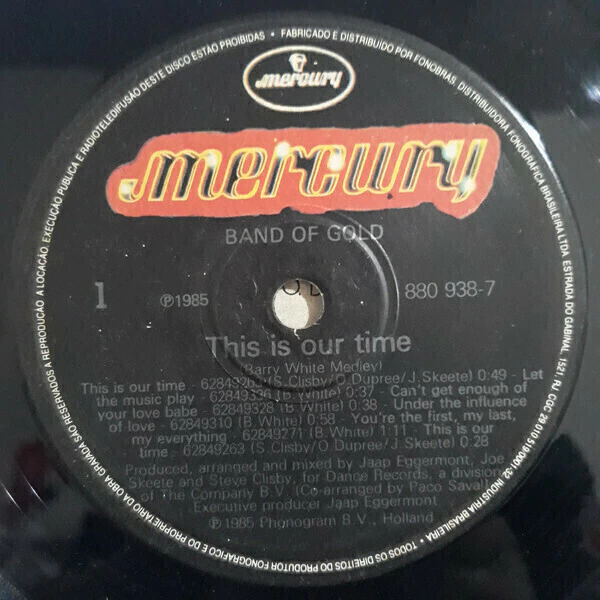 mercury
mercury
BAND OF GOLD
1
℗1985
880 938-7
This is our time
(Barry White Medley)
This is our time - 62849263 (S.Clisby/O.Dupree/J.Skeete) 0:49 - Let
the music play - 62849336 (B.White) 0:37 - Can't get enough of
your love babe - 62849328 (B.White) 0:38 - Under the influence
of love - 62849310 (B.White) 0:58 - You're the first, my last,
my everything - 62849271 (B.White) 1:11 - This is our
time - 62849263 (S.Clisby/O.Dupree/J.Skeete) 0:28
Produced, arranged and mixed by Jaap Eggermont, Joe
Skeete and Steve Clisby, for Dance Records, a division
of The Company B.V. (Co-arranged by Paco Saval)
Executive producer Jaap Eggermont
℗1985 Phonogram B.V., Holland
FABRICADO E DISTRIBUÍDO POR FONOBRAS, DISTRIBUIDORA FONOGRÁFICA BRASILEIRA LTDA. ESTRADA DO GABINAL, 1521 RJ, CGC 29 010 519 0001-32 INDÚSTRIA BRASILEIRA • TODOS OS DIREITOS DO PRODUTOR FONOGRÁFICO E DO PROPRIETÁRIO DA OBRA GRAVADA SÃO RESERVADOS A REPRODUÇÃO, A LOCAÇÃO, EXECUÇÃO PÚBLICA E RADIOTELEDIFUSÃO DESTE DISCO ESTÃO PROIBIDAS •